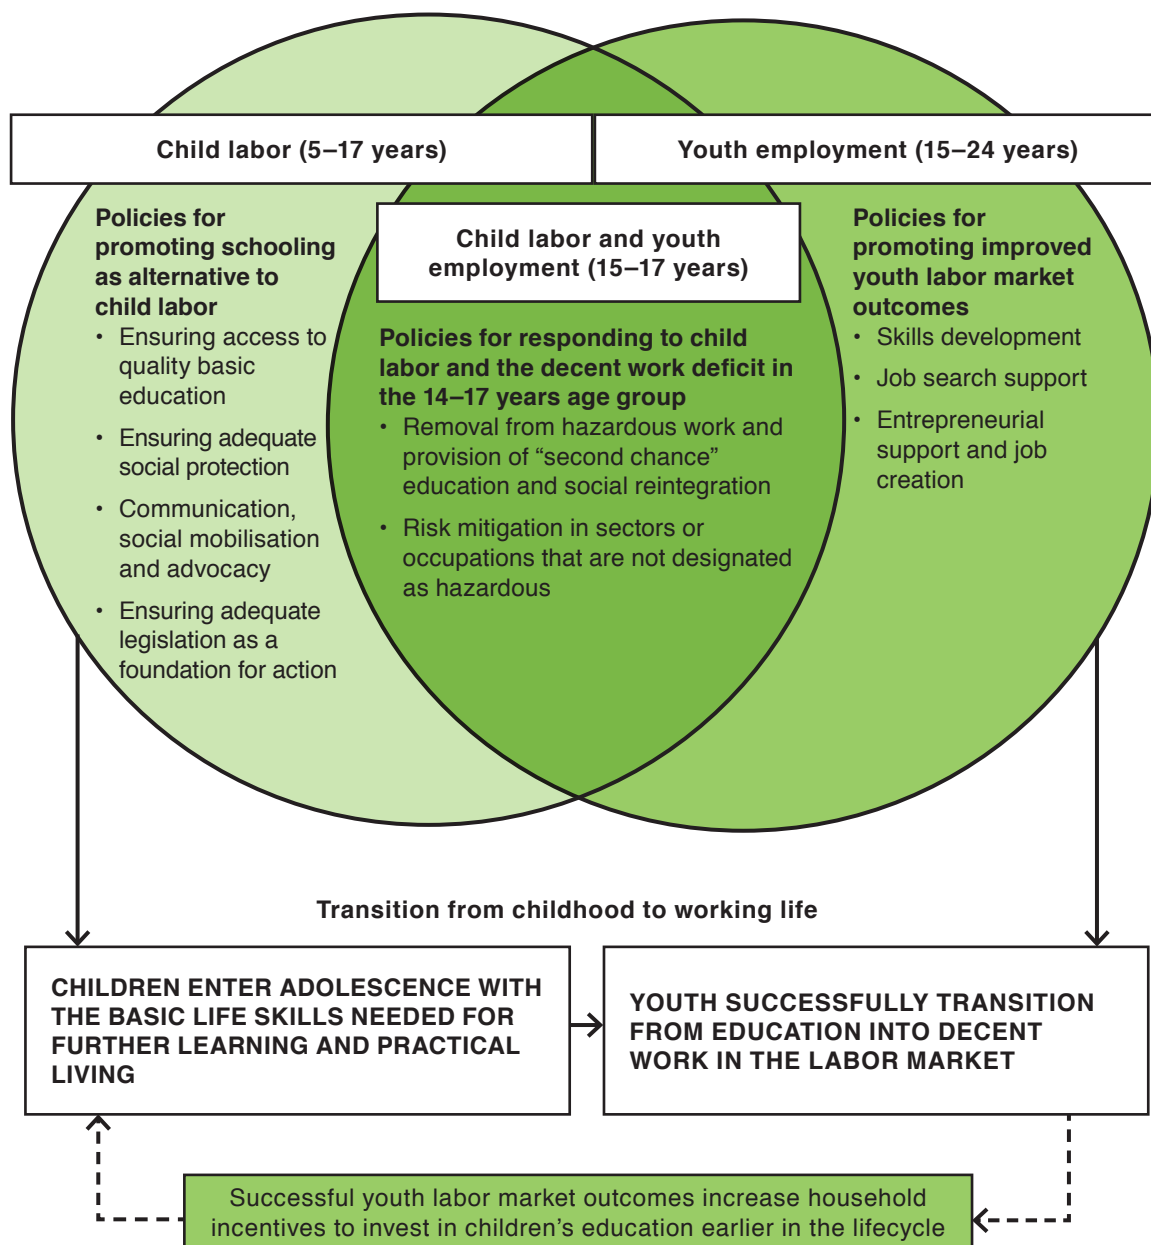 Child labor (5–17 years)
Youth employment (15–24 years)
Policies for
promoting schooling
as alternative to
child labor
• Ensuring access to
quality basic
education
• Ensuring adequate
social protection
• Communication,
social mobilisation
and advocacy
• Ensuring adequate
legislation as a
foundation for action
Child labor and youth
employment (15–17 years)
Policies for responding to child
labor and the decent work deficit in
the 14–17 years age group
• Removal from hazardous work and
provision of “second chance”
education and social reintegration
• Risk mitigation in sectors or
occupations that are not designated
as hazardous
Policies for
promoting improved
youth labor market
outcomes
• Skills development
• Job search support
• Entrepreneurial
support and job
creation
Transition from childhood to working life
CHILDREN ENTER ADOLESCENCE WITH
THE BASIC LIFE SKILLS NEEDED FOR
FURTHER LEARNING AND PRACTICAL
LIVING
YOUTH SUCCESSFULLY TRANSITION
FROM EDUCATION INTO DECENT
WORK IN THE LABOR MARKET
Successful youth labor market outcomes increase household
incentives to invest in children’s education earlier in the lifecycle